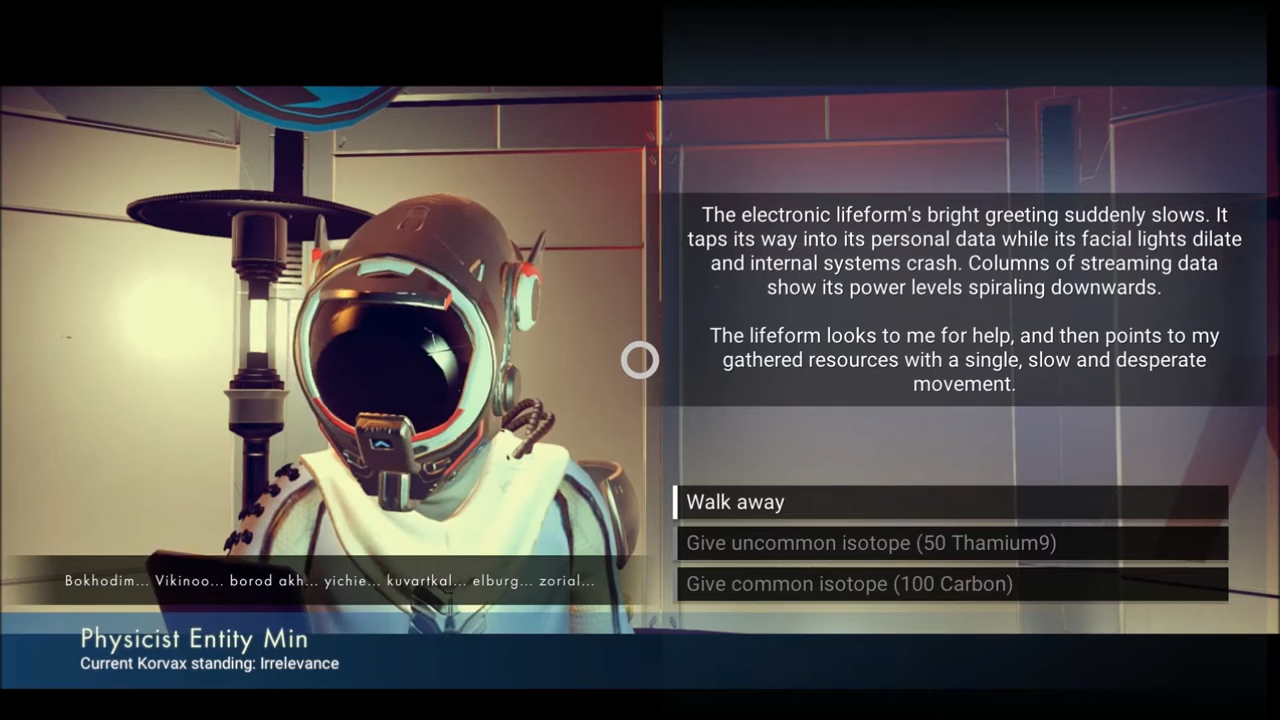 The electronic lifeform's bright greeting suddenly slows. It
taps its way into its personal data while its facial lights dilate
and internal systems crash. Columns of streaming data
show its power levels spiraling downwards.
The lifeform looks to me for help, and then points to my
gathered resources with a single, slow and desperate
movement.
Walk away
Give uncommon isotope (50 Thamium9)
Give common isotope (100 Carbon)
Bokhodim... Vikinoo... borod akh... yichie... kuvartkal... elburg... zorial...
Physicist Entity Min
Current Korvax standing: Irrelevance